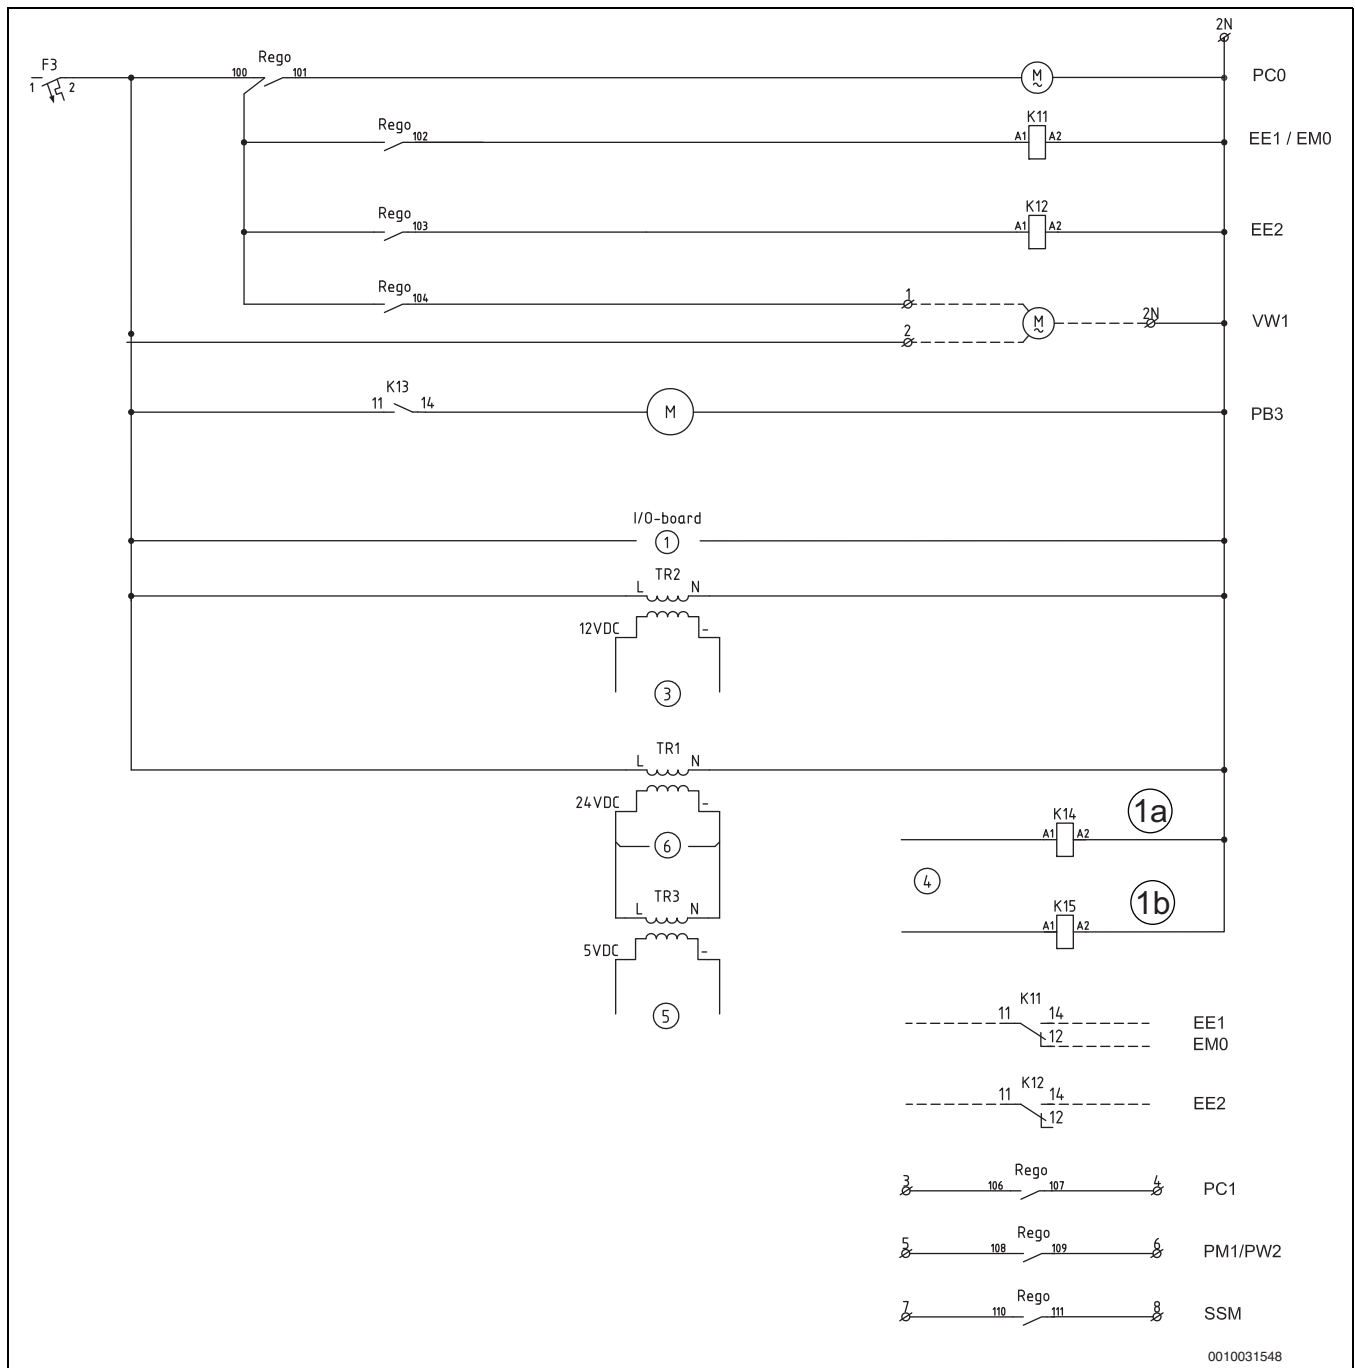 2N
F3
1 2
Rego
100 101
M
~
PC0
Rego
102
K11
A1 A2
EE1 / EM0
Rego
103
K12
A1 A2
EE2
Rego
104
1
2
M
~
2N
VW1
K13
11 14
M
PB3
I/O-board
1
TR2
L N
12VDC -
3
TR1
L N
24VDC -
6
K14
A1 A2
1a
4
TR3
L N
K15
A1 A2
1b
5VDC -
5
K11
11 14
12
EE1
EM0
K12
11 14
12
EE2
Rego
3 106 107 4
PC1
Rego
5 108 109 6
PM1/PW2
Rego
7 110 111 8
SSM
0010031548